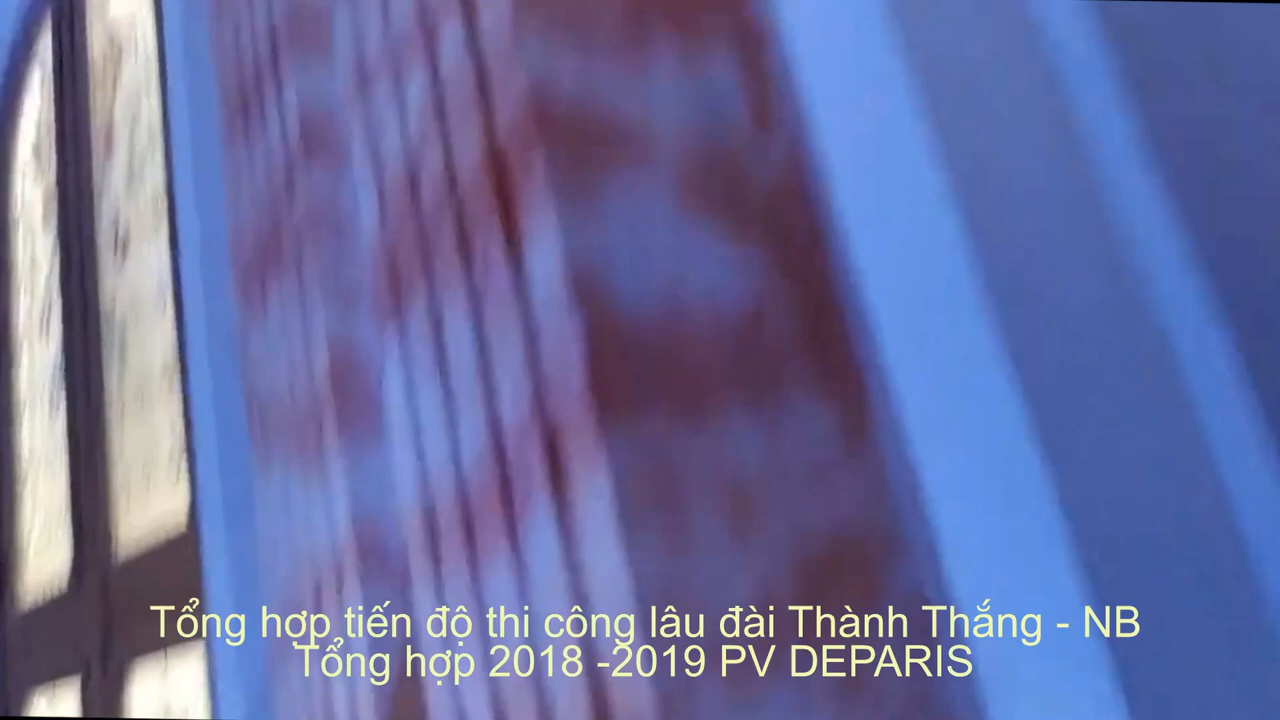 Tổng hợp tiến độ thi công lâu đài Thành Thắng - NB
Tổng hợp 2018 -2019 PV DEPARIS